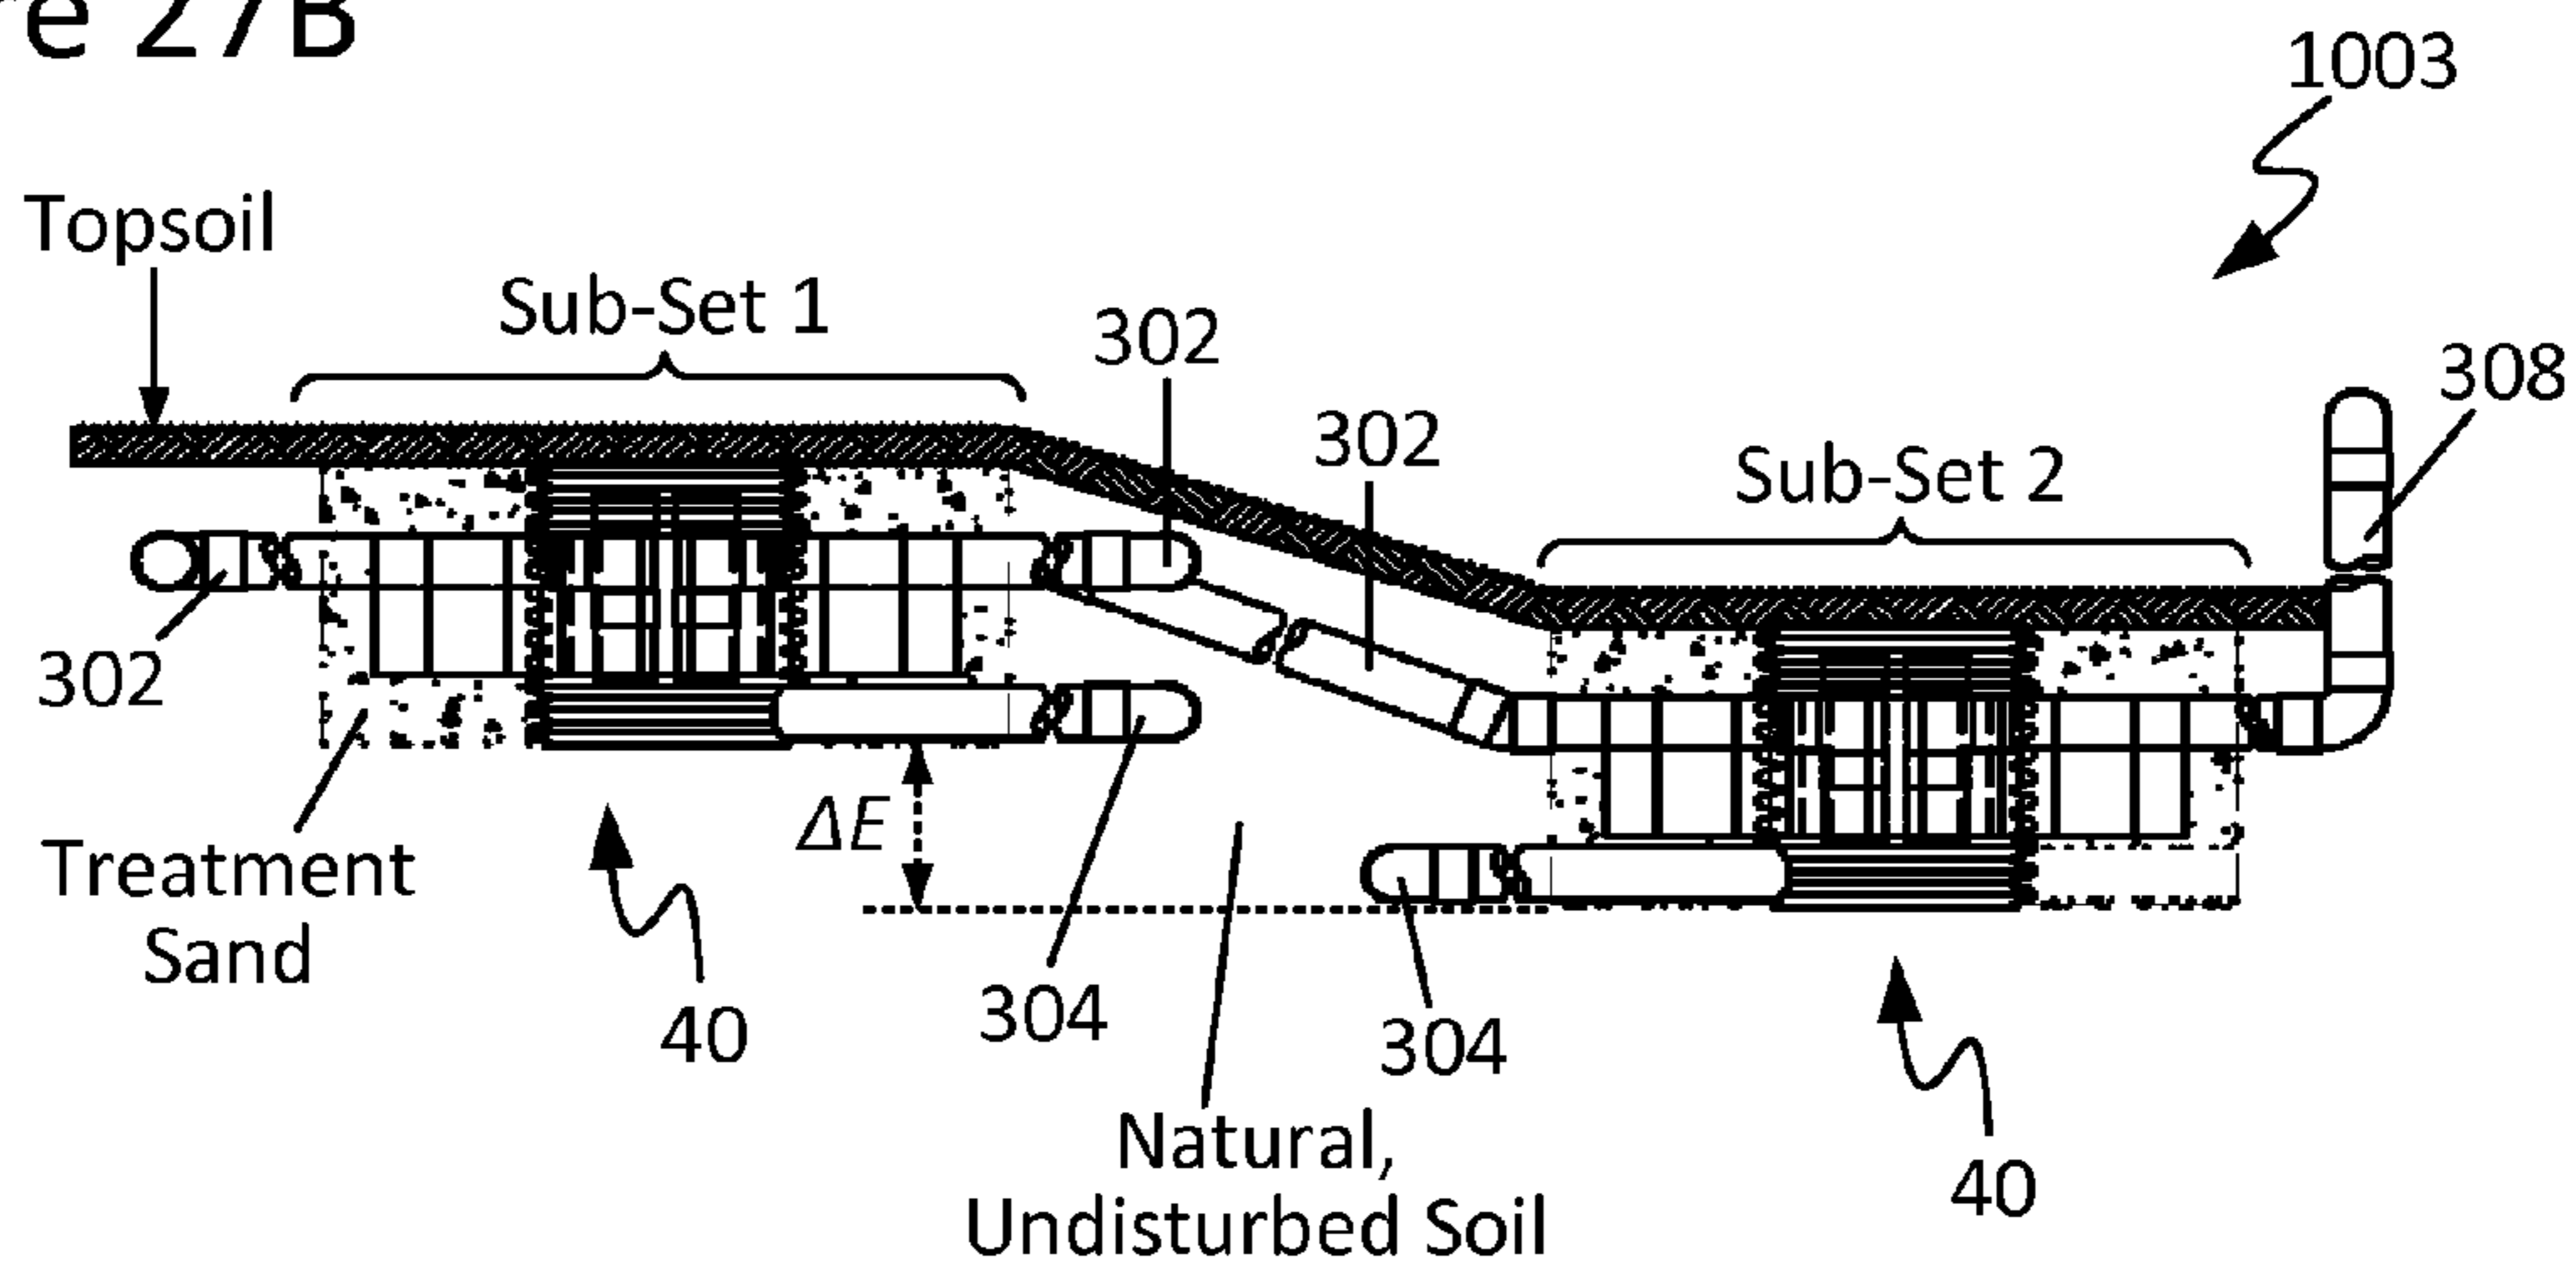 re 27B
1003
Topsoil
Sub-Set 1
302
308
302
Sub-Set 2
302
ΔE
Treatment
Sand
304
40
304
Natural,
Undisturbed Soil
40